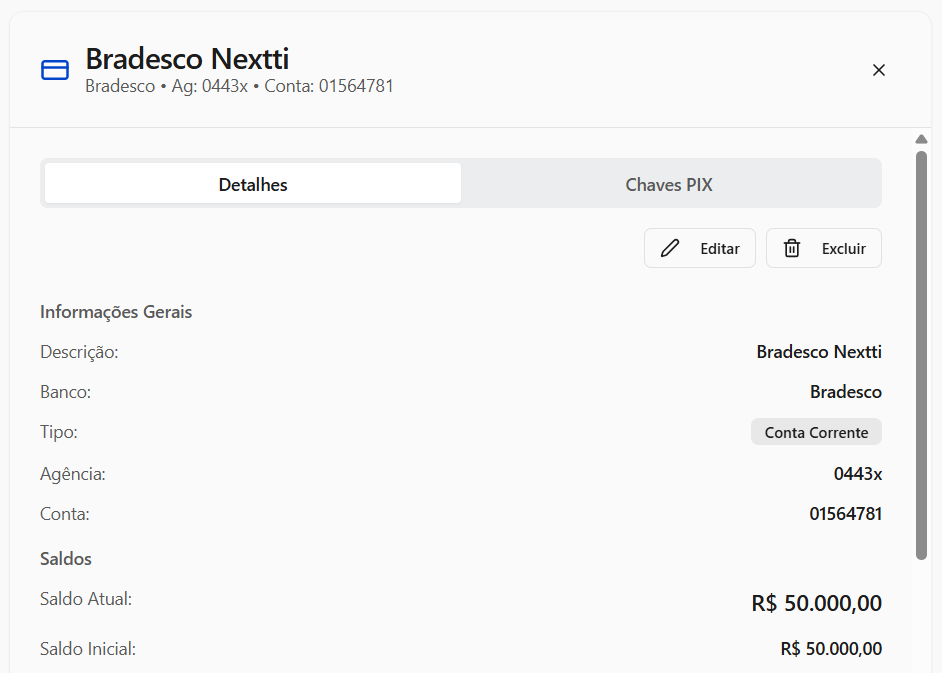 Bradesco Nextti
Bradesco • Ag: 0443x • Conta: 01564781
Detalhes
Chaves PIX
Editar
Excluir
Informações Gerais
Descrição: Bradesco Nextti
Banco: Bradesco
Tipo: Conta Corrente
Agência: 0443x
Conta: 01564781
Saldos
Saldo Atual: R$ 50.000,00
Saldo Inicial: R$ 50.000,00